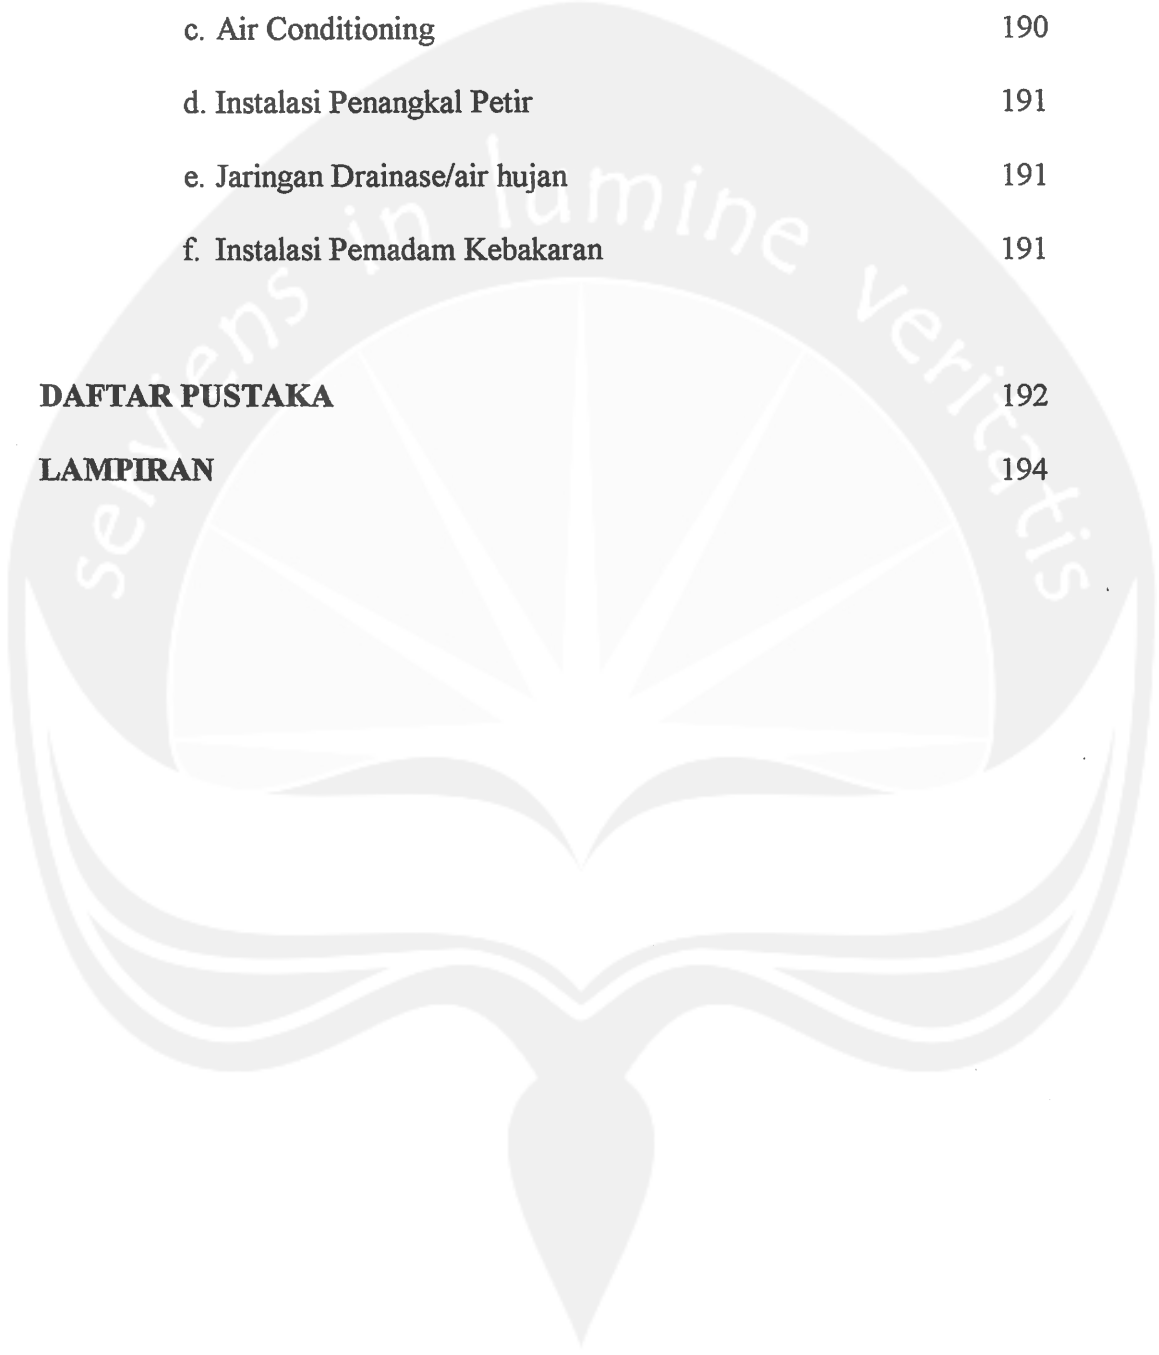 c. Air Conditioning 190
d. Instalasi Penangkal Petir 191
e. Jaringan Drainase/air hujan 191
f. Instalasi Pemadam Kebakaran 191
serviens in lumine veritatis
DAFTAR PUSTAKA 192
LAMPIRAN 194